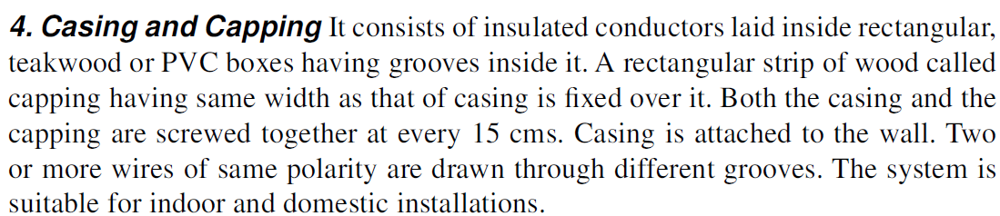 4. Casing and Capping It consists of insulated conductors laid inside rectangular,
teakwood or PVC boxes having grooves inside it. A rectangular strip of wood called
capping having same width as that of casing is fixed over it. Both the casing and the
capping are screwed together at every 15 cms. Casing is attached to the wall. Two
or more wires of same polarity are drawn through different grooves. The system is
suitable for indoor and domestic installations.